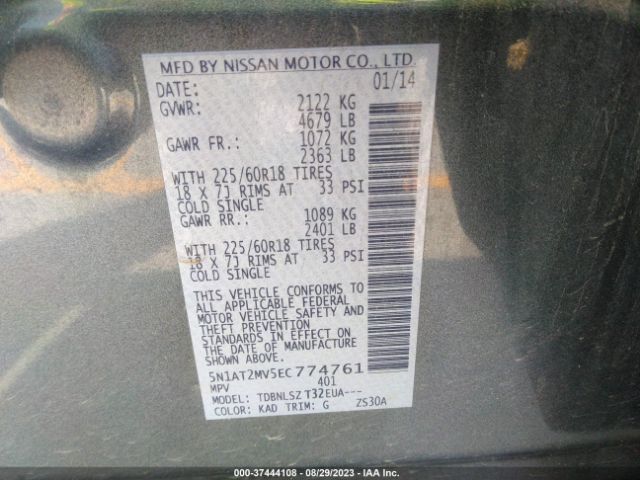 MFD BY NISSAN MOTOR CO., LTD.
DATE: 01/14
GVWR: 2122 KG
4679 LB
GAWR FR.: 1072 KG
2363 LB
WITH 225/60R18 TIRES
18 X 7J RIMS AT 33 PSI
COLD SINGLE
GAWR RR.: 1089 KG
2401 LB
WITH 225/60R18 TIRES
18 X 7J RIMS AT 33 PSI
COLD SINGLE
THIS VEHICLE CONFORMS TO
ALL APPLICABLE FEDERAL
MOTOR VEHICLE SAFETY AND
THEFT PREVENTION
STANDARDS IN EFFECT ON
THE DATE OF MANUFACTURE
SHOWN ABOVE.
5N1AT2MV5EC774761
MPV 401
MODEL: TDBNLSZ T32EUA---
COLOR: KAD TRIM: G ZS30A
000-37444108 - 08/29/2023 - IAA Inc.